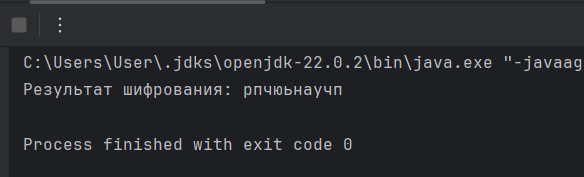 C:\Users\User\.jdks\openjdk-22.0.2\bin\java.exe "-javaag
Результат шифрования: рпчюьнаучп
Process finished with exit code 0